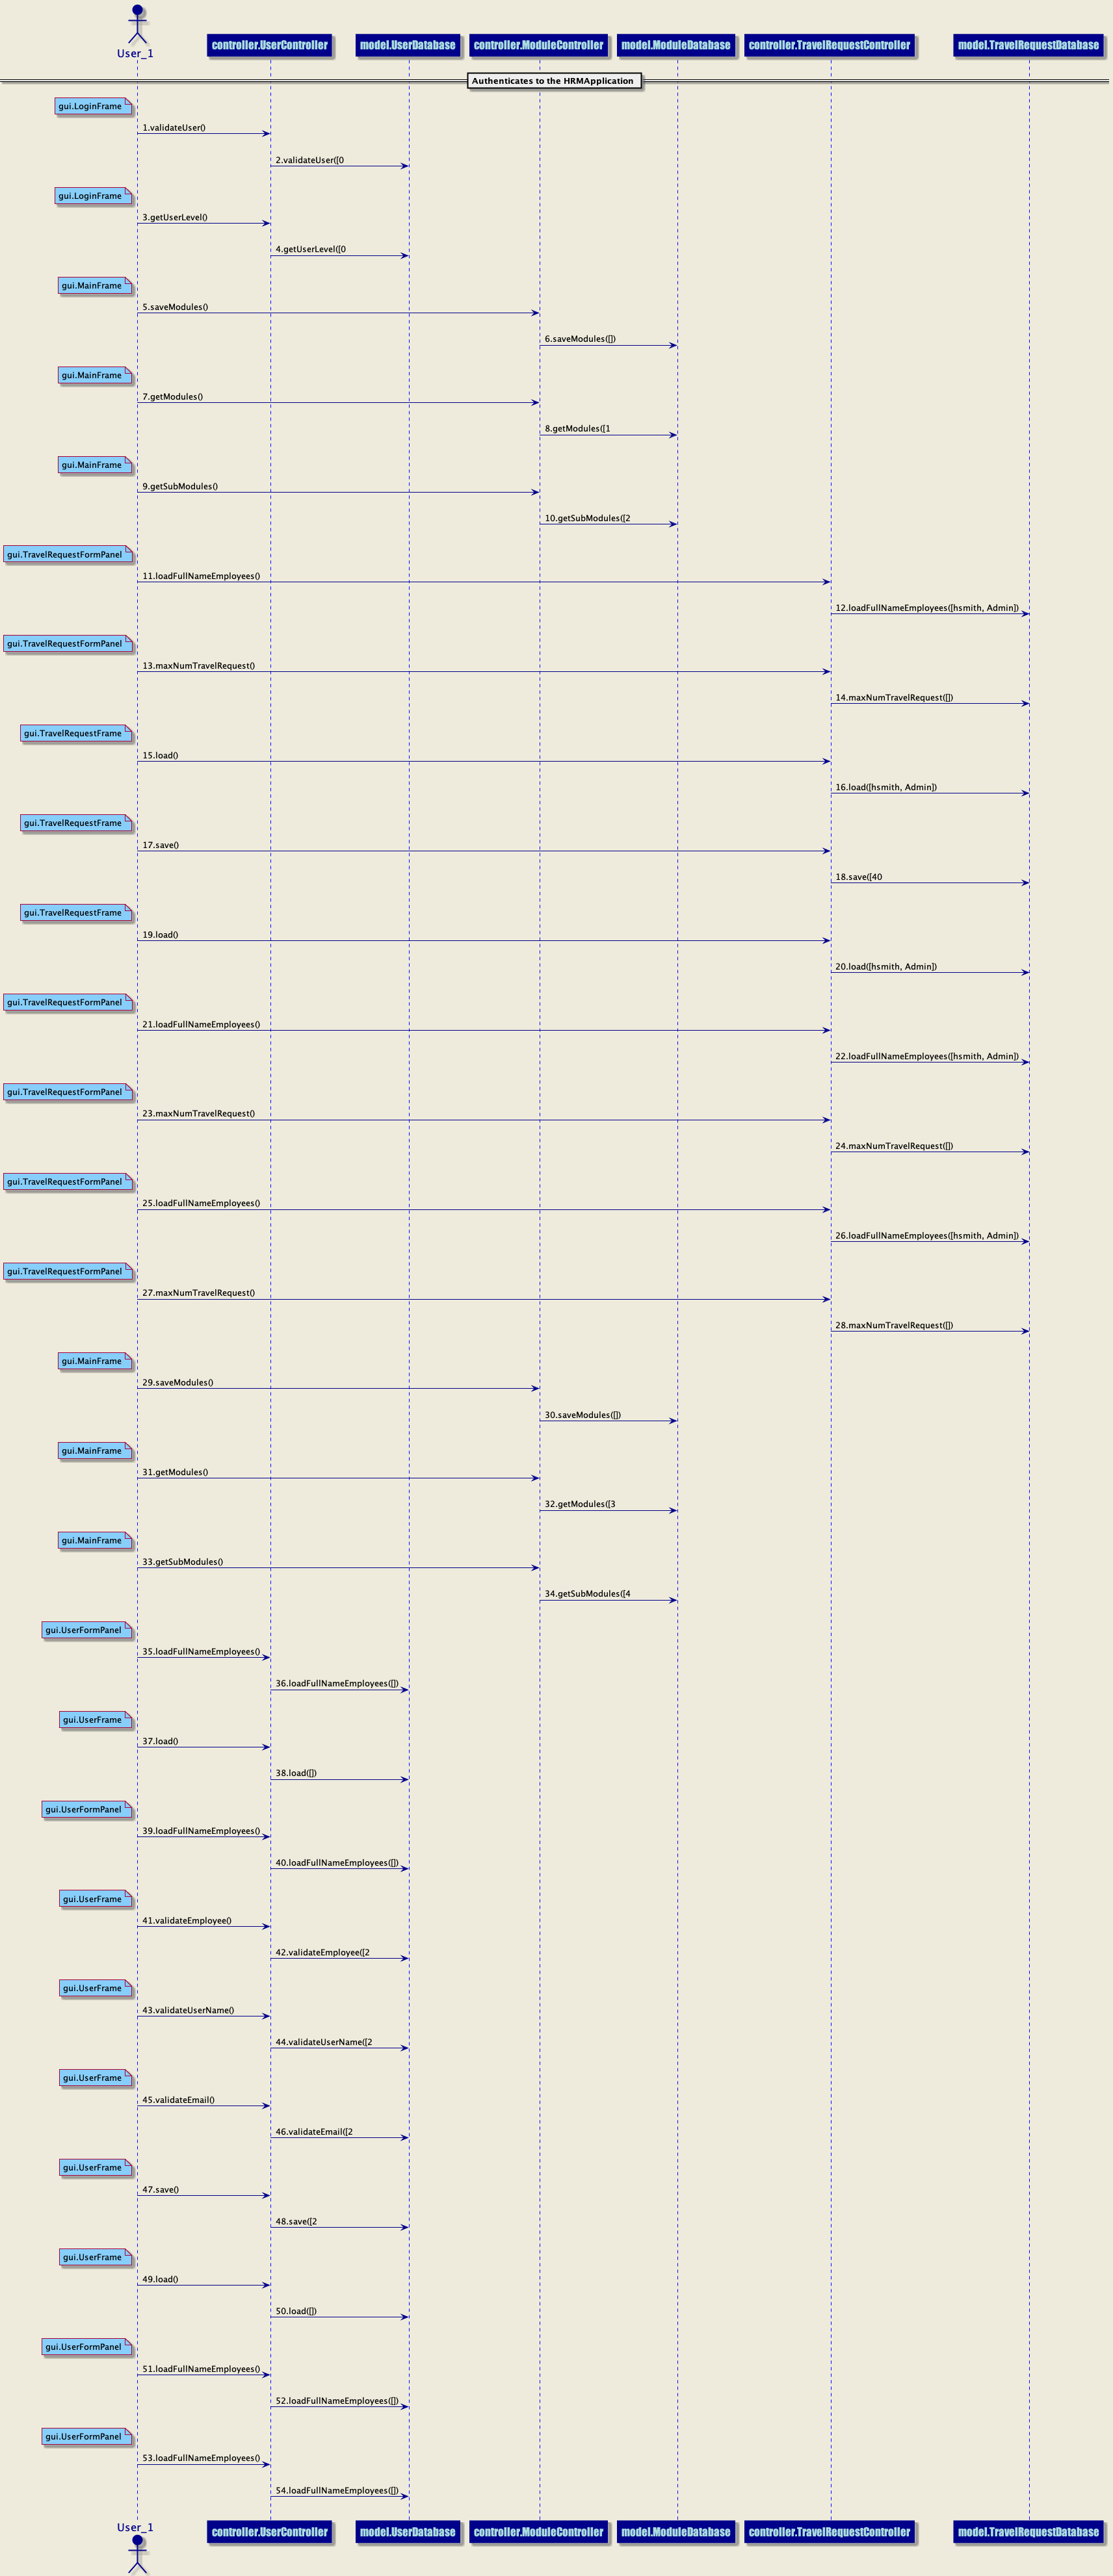 User_1
controller.UserController
model.UserDatabase
controller.ModuleController
model.ModuleDatabase
controller.TravelRequestController
model.TravelRequestDatabase
Authenticates to the HRMApplication
gui.LoginFrame
1.validateUser()
2.validateUser([0
gui.LoginFrame
3.getUserLevel()
4.getUserLevel([0
gui.MainFrame
5.saveModules()
6.saveModules([])
gui.MainFrame
7.getModules()
8.getModules([1
gui.MainFrame
9.getSubModules()
10.getSubModules([2
gui.TravelRequestFormPanel
11.loadFullNameEmployees()
12.loadFullNameEmployees([hsmith, Admin])
gui.TravelRequestFormPanel
13.maxNumTravelRequest()
14.maxNumTravelRequest([])
gui.TravelRequestFrame
15.load()
16.load([hsmith, Admin])
gui.TravelRequestFrame
17.save()
18.save([40
gui.TravelRequestFrame
19.load()
20.load([hsmith, Admin])
gui.TravelRequestFormPanel
21.loadFullNameEmployees()
22.loadFullNameEmployees([hsmith, Admin])
gui.TravelRequestFormPanel
23.maxNumTravelRequest()
24.maxNumTravelRequest([])
gui.TravelRequestFormPanel
25.loadFullNameEmployees()
26.loadFullNameEmployees([hsmith, Admin])
gui.TravelRequestFormPanel
27.maxNumTravelRequest()
28.maxNumTravelRequest([])
gui.MainFrame
29.saveModules()
30.saveModules([])
gui.MainFrame
31.getModules()
32.getModules([3
gui.MainFrame
33.getSubModules()
34.getSubModules([4
gui.UserFormPanel
35.loadFullNameEmployees()
36.loadFullNameEmployees([])
gui.UserFrame
37.load()
38.load([])
gui.UserFormPanel
39.loadFullNameEmployees()
40.loadFullNameEmployees([])
gui.UserFrame
41.validateEmployee()
42.validateEmployee([2
gui.UserFrame
43.validateUserName()
44.validateUserName([2
gui.UserFrame
45.validateEmail()
46.validateEmail([2
gui.UserFrame
47.save()
48.save([2
gui.UserFrame
49.load()
50.load([])
gui.UserFormPanel
51.loadFullNameEmployees()
52.loadFullNameEmployees([])
gui.UserFormPanel
53.loadFullNameEmployees()
54.loadFullNameEmployees([])
User_1
controller.UserController
model.UserDatabase
controller.ModuleController
model.ModuleDatabase
controller.TravelRequestController
model.TravelRequestDatabase